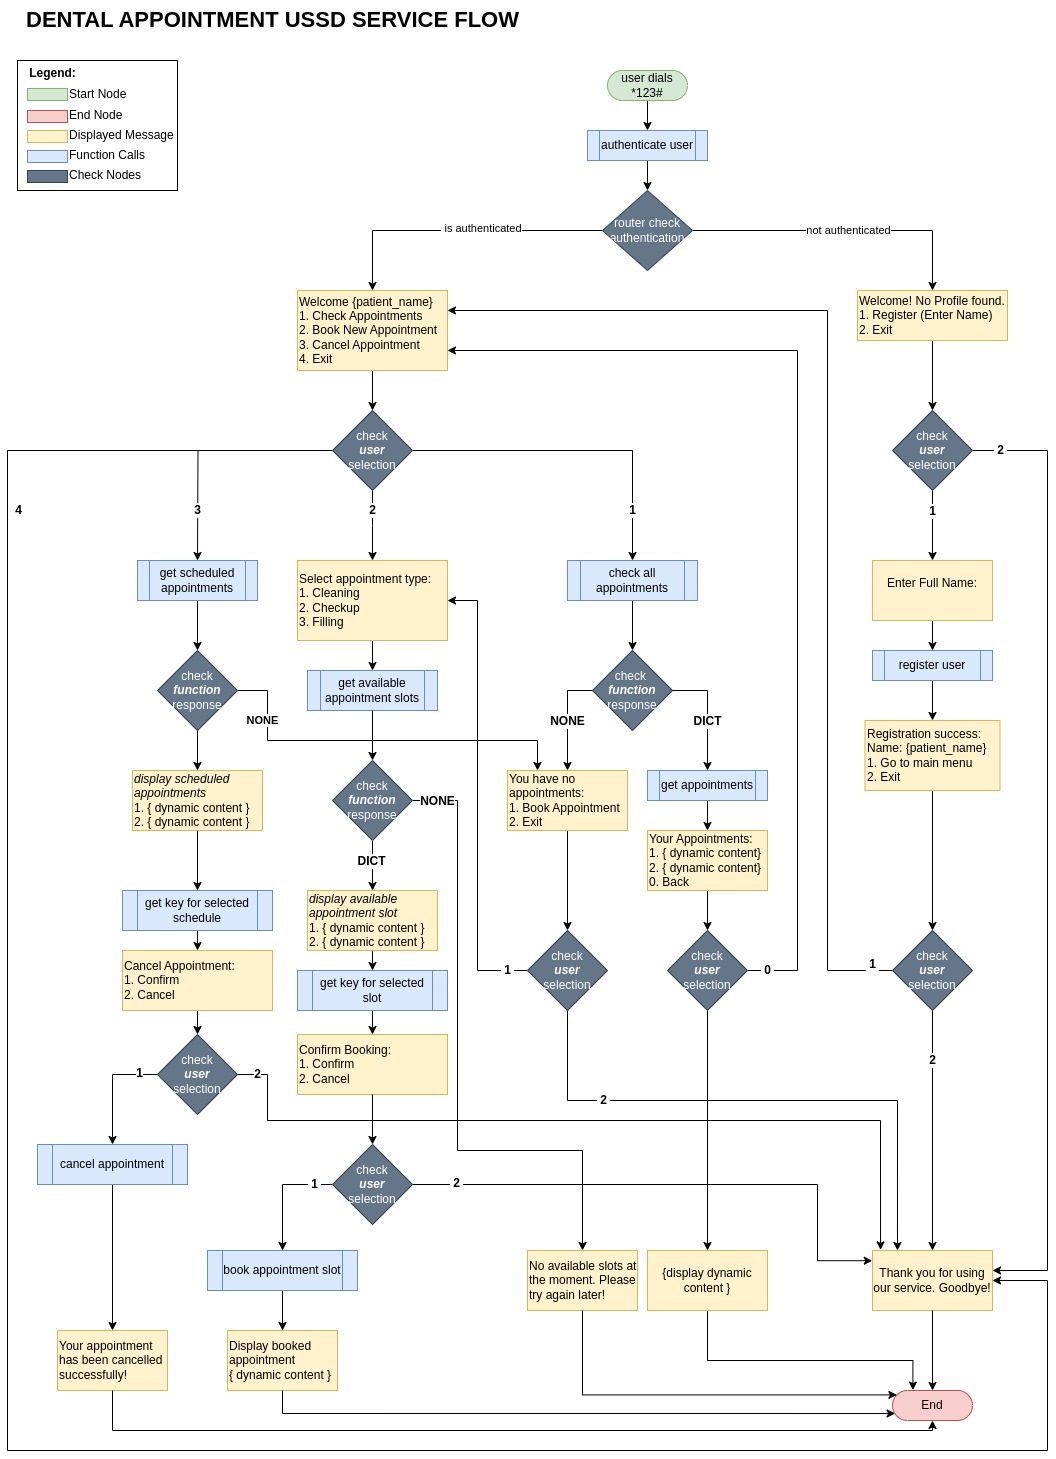 DENTAL APPOINTMENT USSD SERVICE FLOW
Legend:
Start Node
End Node
Displayed Message
Function Calls
Check Nodes
user dials
*123#
authenticate user
router check
authentication
is authenticated
not authenticated
Welcome {patient_name}
1. Check Appointments
2. Book New Appointment
3. Cancel Appointment
4. Exit
Welcome! No Profile found.
1. Register (Enter Name)
2. Exit
check
user
selection
check
user
selection
2
4
3
2
1
1
get scheduled
appointments
Select appointment type:
1. Cleaning
2. Checkup
3. Filling
check all
appointments
Enter Full Name:
check
function
response
get available
appointment slots
check
function
response
register user
NONE
NONE
DICT
Registration success:
Name: {patient_name}
1. Go to main menu
2. Exit
display scheduled
appointments
1. { dynamic content }
2. { dynamic content }
check
function
response
NONE
You have no
appointments:
1. Book Appointment
2. Exit
get appointments
DICT
Your Appointments:
1. { dynamic content}
2. { dynamic content}
0. Back
get key for selected
schedule
display available
appointment slot
1. { dynamic content }
2. { dynamic content }
Cancel Appointment:
1. Confirm
2. Cancel
get key for selected
slot
1
check
user
selection
check
user
selection
0
1
check
user
selection
Confirm Booking:
1. Confirm
2. Cancel
1
check
user
selection
2
2
2
cancel appointment
1
check
user
selection
2
book appointment slot
No available slots at
the moment. Please
try again later!
{display dynamic
content }
Thank you for using
our service. Goodbye!
Your appointment
has been cancelled
successfully!
Display booked
appointment
{ dynamic content }
End